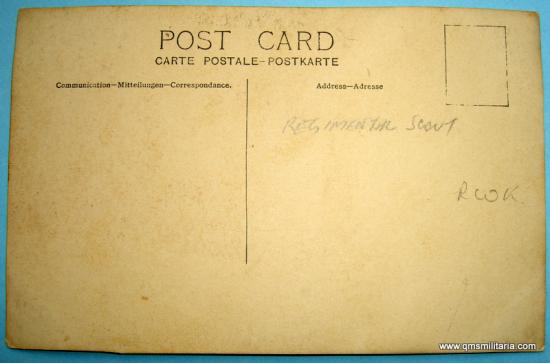 POST CARD
CARTE POSTALE–POSTKARTE
Communication—Mitteilungen—Correspondance.
Address—Adresse
REGIMENTAL SCOUT
RWK
www.qmsmilitaria.com